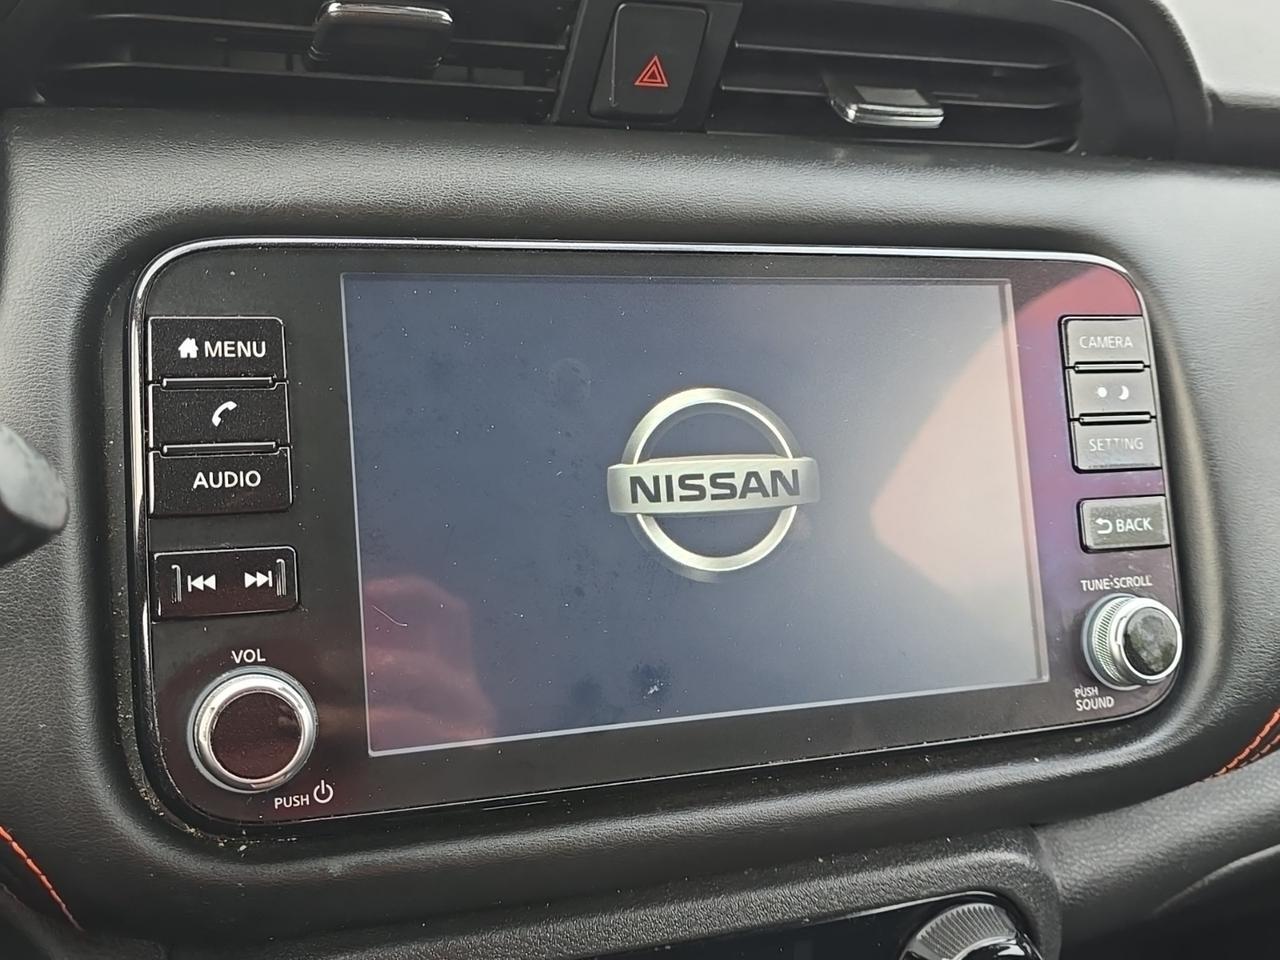 MENU
AUDIO
VOL
PUSH
NISSAN
CAMERA
SETTING
BACK
TUNE·SCROLL
PUSH
SOUND